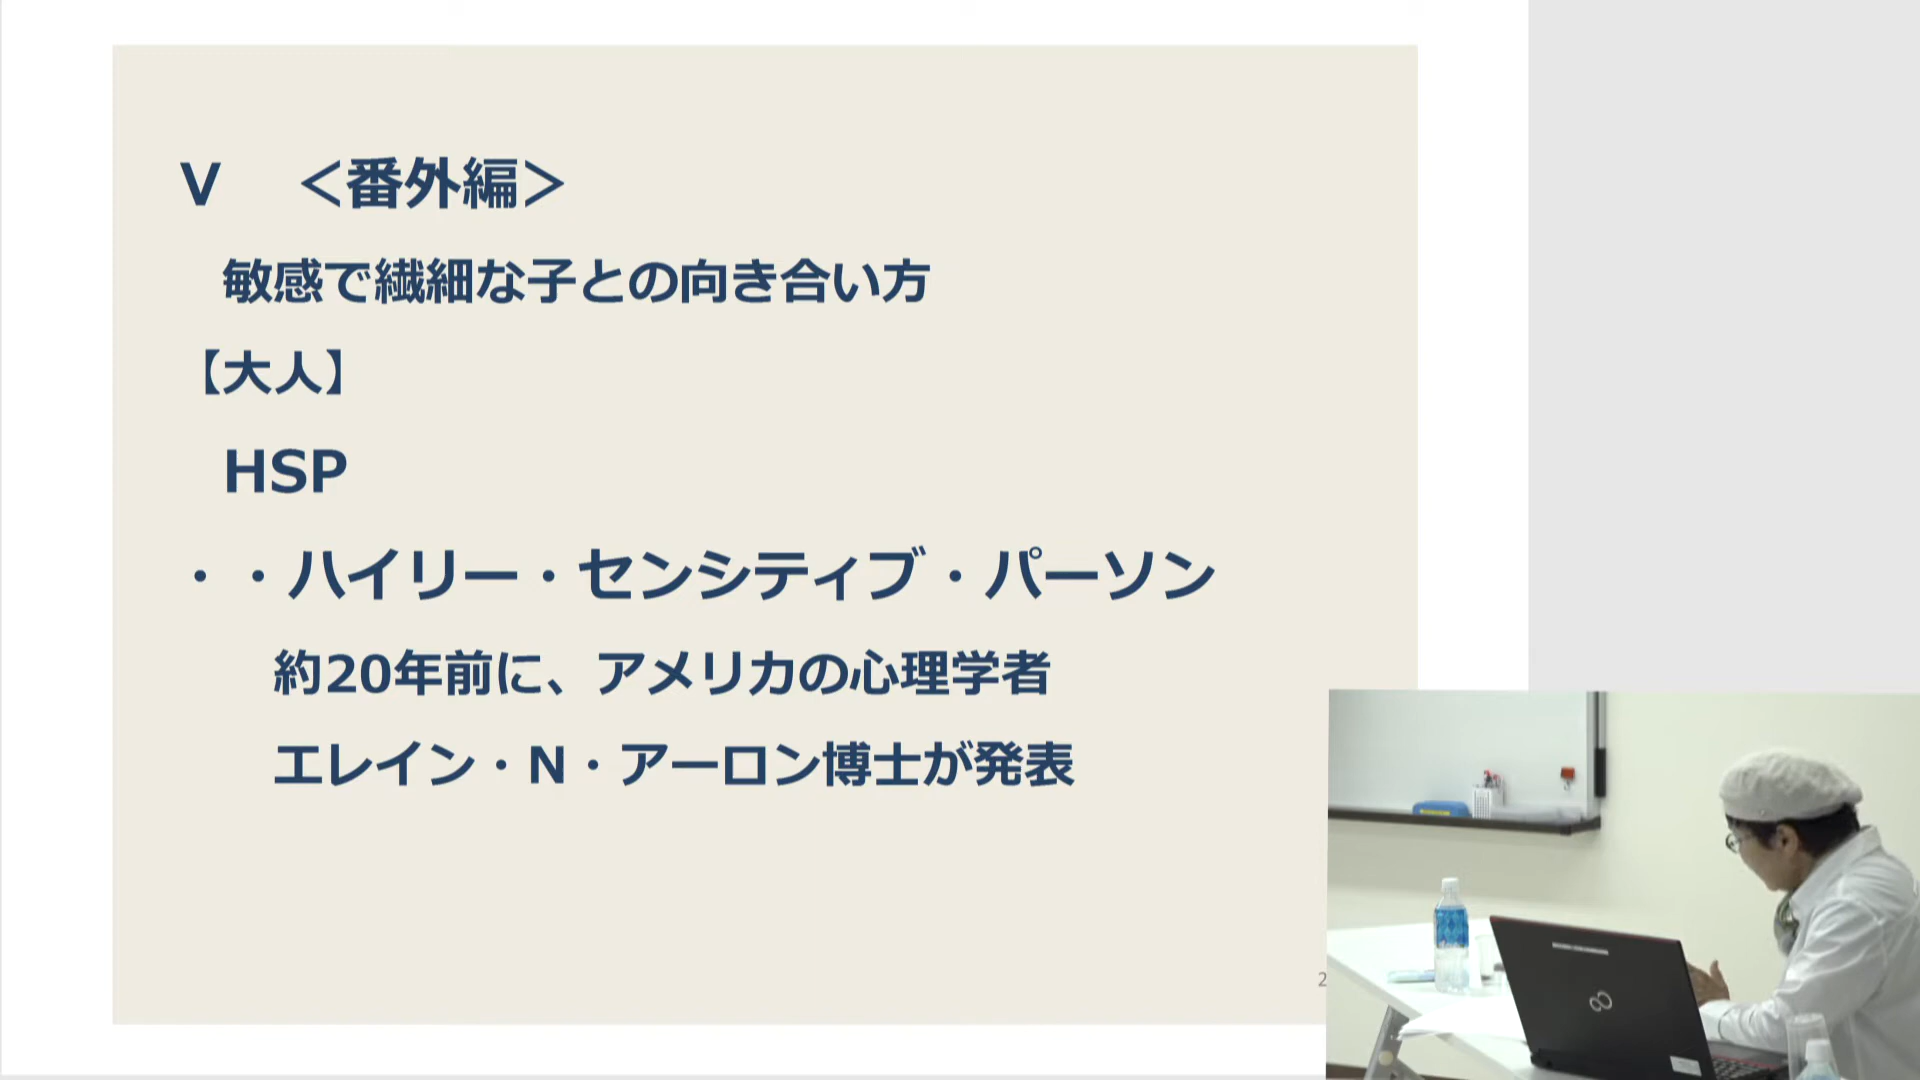 V ＜番外編＞
敏感で繊細な子との向き合い方
【大人】
HSP
・・ハイリー・センシティブ・パーソン
約20年前に、アメリカの心理学者
エレイン・N・アーロン博士が発表
2